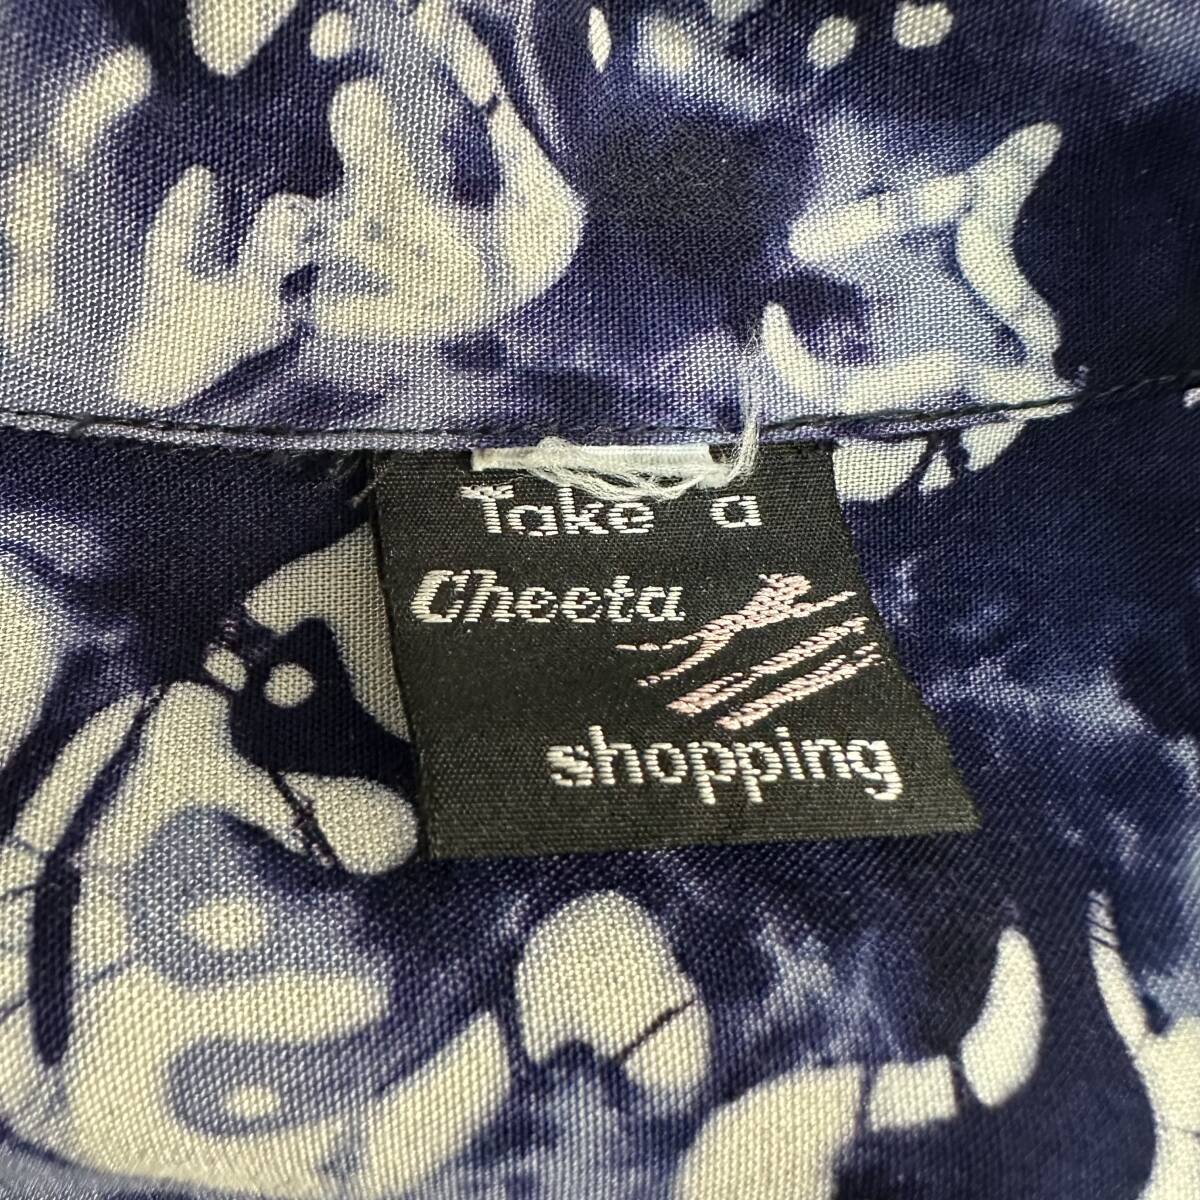 Take a
Cheeta
shopping